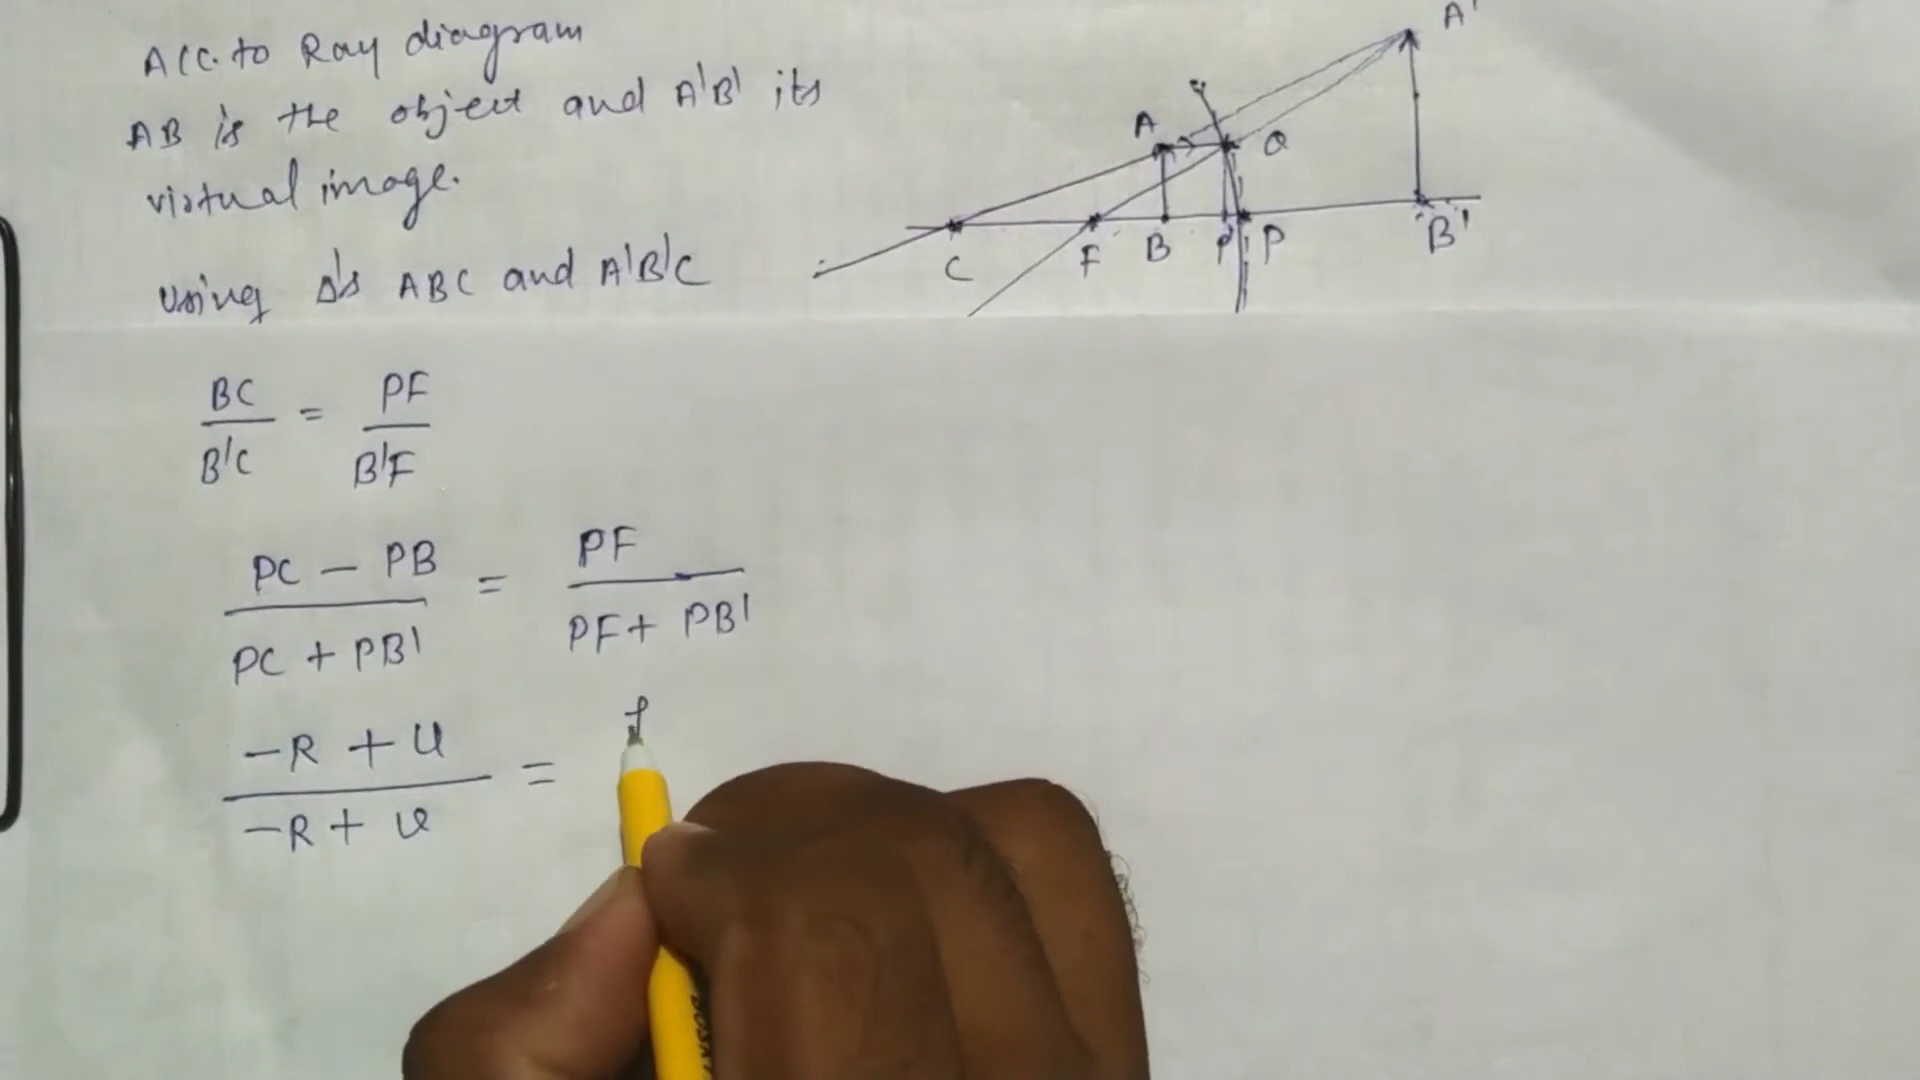 Acc. to Ray diagram
AB is the object and A'B' its
virtual image.
using Δ's ABC and A'B'C
BC / B'C = PF / B'F
PC - PB / PC + PB' = PF / PF + PB'
-R + u / -R + v = f
A'
A
Q
C F B P' P B'